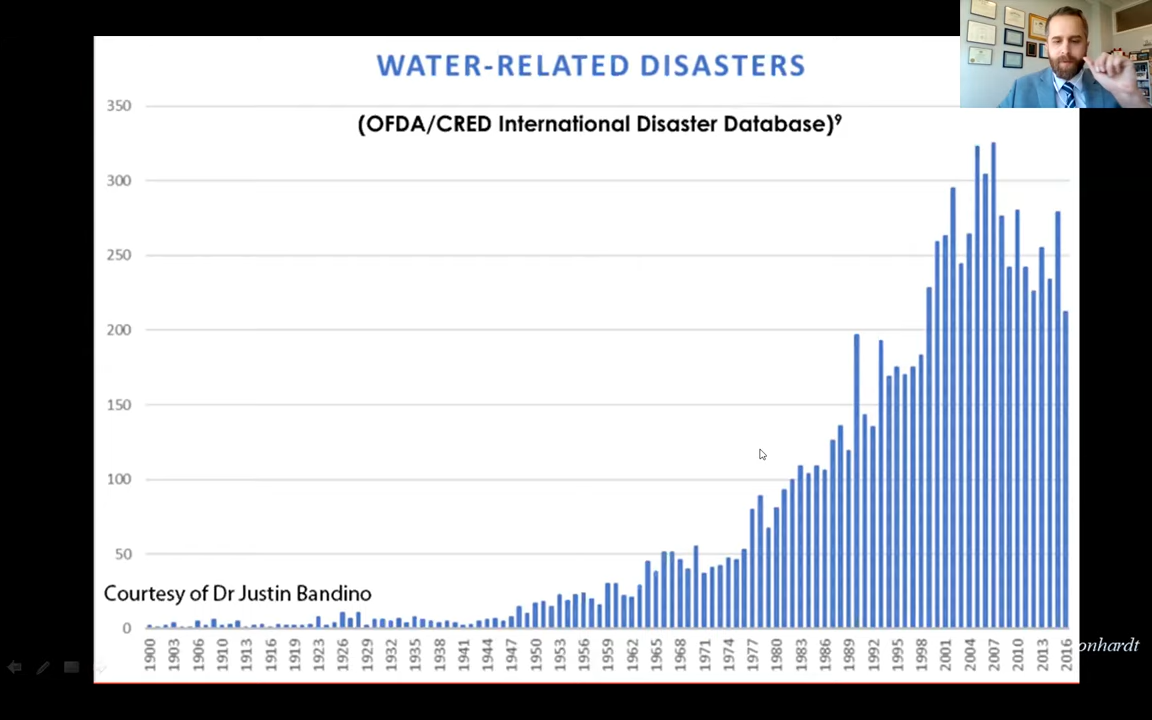 WATER-RELATED DISASTERS
(OFDA/CRED International Disaster Database)⁹
350
300
250
200
150
100
50
0
Courtesy of Dr Justin Bandino
1900 1903 1906 1910 1913 1916 1919 1923 1926 1929 1932 1935 1938 1941 1944 1947 1950 1953 1956 1959 1962 1965 1968 1971 1974 1977 1980 1983 1986 1989 1992 1995 1998 2001 2004 2007 2010 2013 2016
onhardt